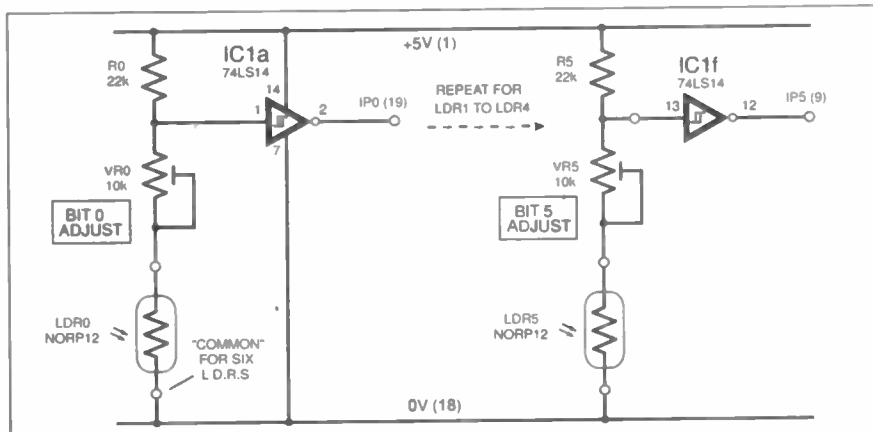 +5V (1)
R0
22k
IC1a
74LS14
14
1
2
7
IP0 (19)
REPEAT FOR
LDR1 TO LDR4
R5
22k
IC1f
74LS14
13
12
IP5 (9)
VR0
10k
BIT 0
ADJUST
VR5
10k
BIT 5
ADJUST
LDR0
NORP12
"COMMON"
FOR SIX
L.D.R.S
LDR5
NORP12
0V (18)